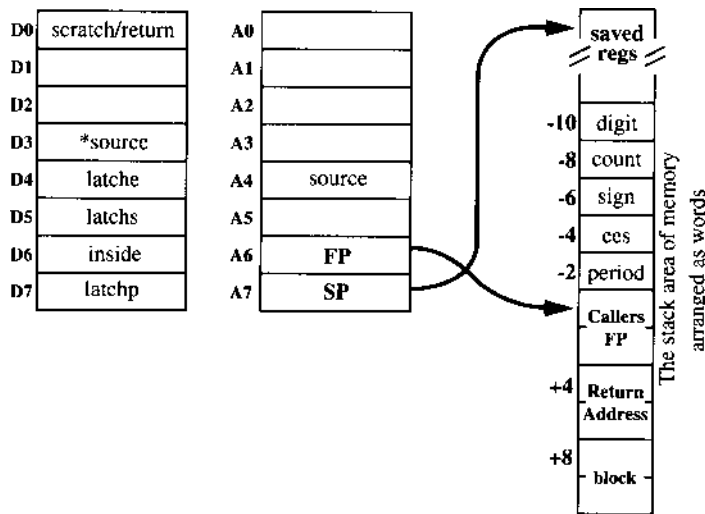 D0 scratch/return
D1
D2
D3 *source
D4 latche
D5 latchs
D6 inside
D7 latchp
A0
A1
A2
A3
A4 source
A5
A6 FP
A7 SP
saved
regs
-10 digit
-8 count
-6 sign
-4 ces
-2 period
Callers
FP
+4 Return
Address
+8
block
The stack area of memory
arranged as words